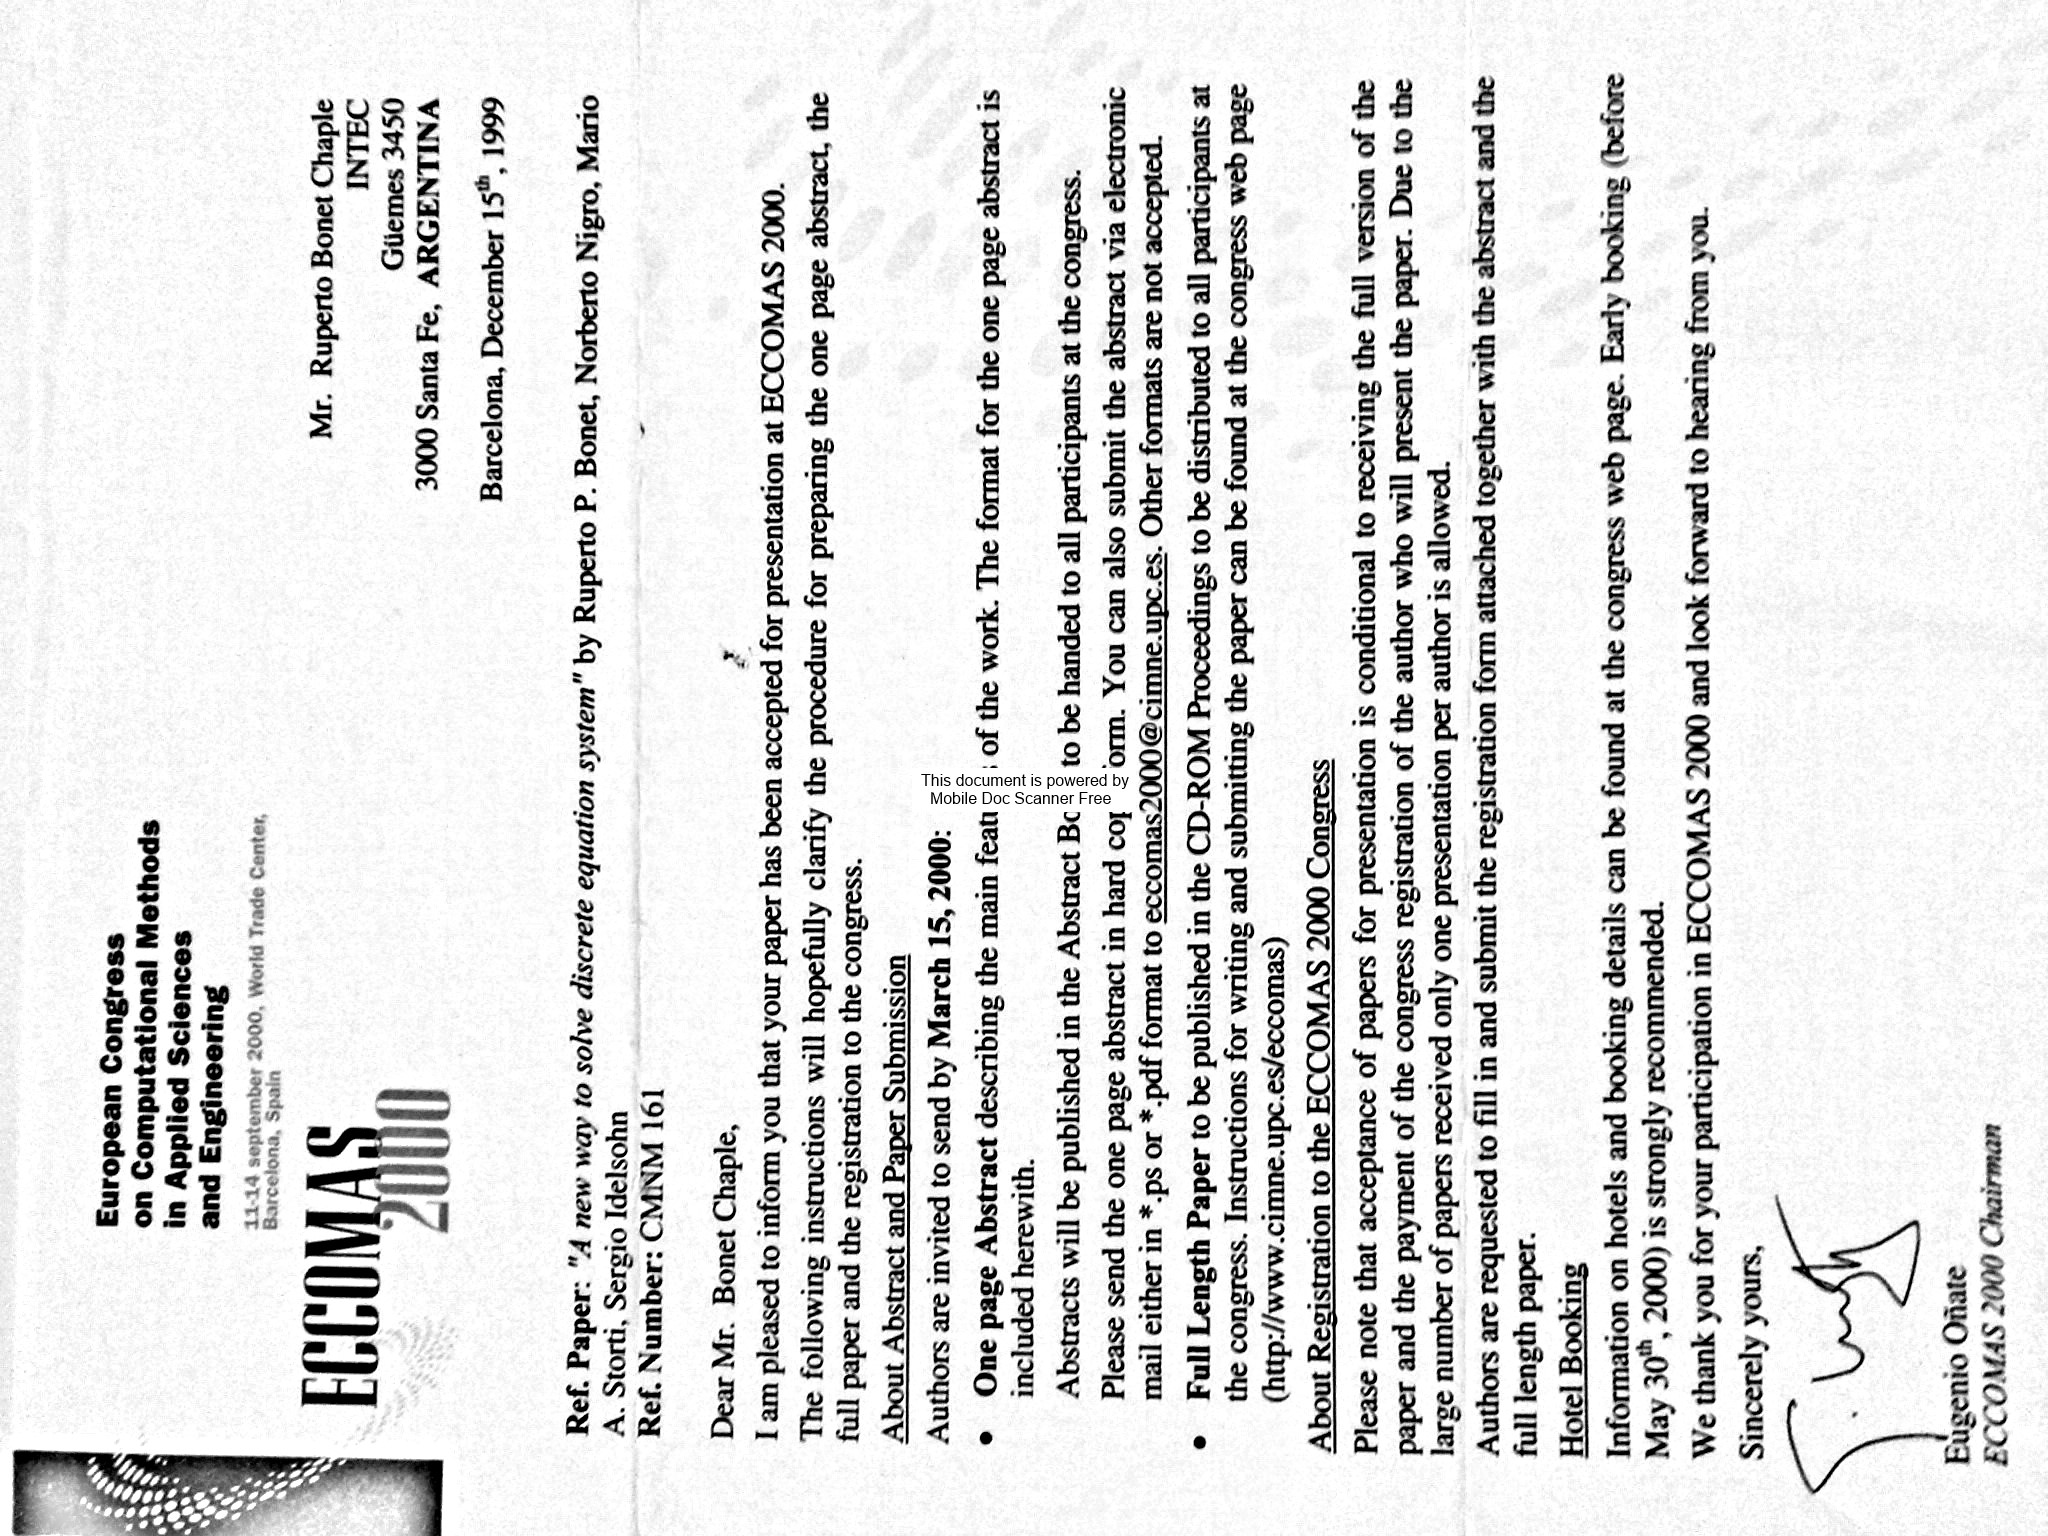 European Congress
on Computational Methods
in Applied Sciences
and Engineering
11-14 september 2000, World Trade Center,
Barcelona, Spain
ECCOMAS
2000
Mr. Ruperto Bonet Chaple
INTEC
Güemes 3450
3000 Santa Fe, ARGENTINA
Barcelona, December 15th, 1999
Ref. Paper: "A new way to solve discrete equation system" by Ruperto P. Bonet, Norberto Nigro, Mario
A. Storti, Sergio Idelsohn
Ref. Number: CMNM 161
Dear Mr. Bonet Chaple,
I am pleased to inform you that your paper has been accepted for presentation at ECCOMAS 2000.
The following instructions will hopefully clarify the procedure for preparing the one page abstract, the
full paper and the registration to the congress.
About Abstract and Paper Submission
Authors are invited to send by March 15, 2000:
• One page Abstract describing the main of the work. The format for the one page abstract is
included herewith.
Abstracts will be published in the Abstract to be handed to all participants at the congress.
Please send the one page abstract in hard form. You can also submit the abstract via electronic
mail either in *.ps or *.pdf format to eccomas2000@cimne.upc.es. Other formats are not accepted.
• Full Length Paper to be published in the CD-ROM Proceedings to be distributed to all participants at
the congress. Instructions for writing and submitting the paper can be found at the congress web page
(http://www.cimne.upc.es/eccomas)
About Registration to the ECCOMAS 2000 Congress
Please note that acceptance of papers for presentation is conditional to receiving the full version of the
paper and the payment of the congress registration of the author who will present the paper. Due to the
large number of papers received only one presentation per author is allowed.
Authors are requested to fill in and submit the registration form attached together with the abstract and the
full length paper.
Hotel Booking
Information on hotels and booking details can be found at the congress web page. Early booking (before
May 30th, 2000) is strongly recommended.
We thank you for your participation in ECCOMAS 2000 and look forward to hearing from you.
Sincerely yours,
Eugenio Oñate
ECCOMAS 2000 Chairman
This document is powered by
Mobile Doc Scanner Free